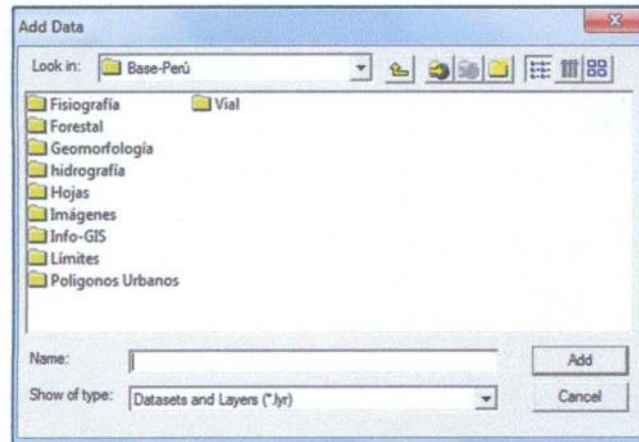 Add Data
Look in: Base-Perù
Fisiografía Vial
Forestal
Geomorfología
hidrografía
Hojas
Imágenes
Info-GIS
Límites
Poligonos Urbanos
Name: Add
Show of type: Datasets and Layers (*.lyr) Cancel